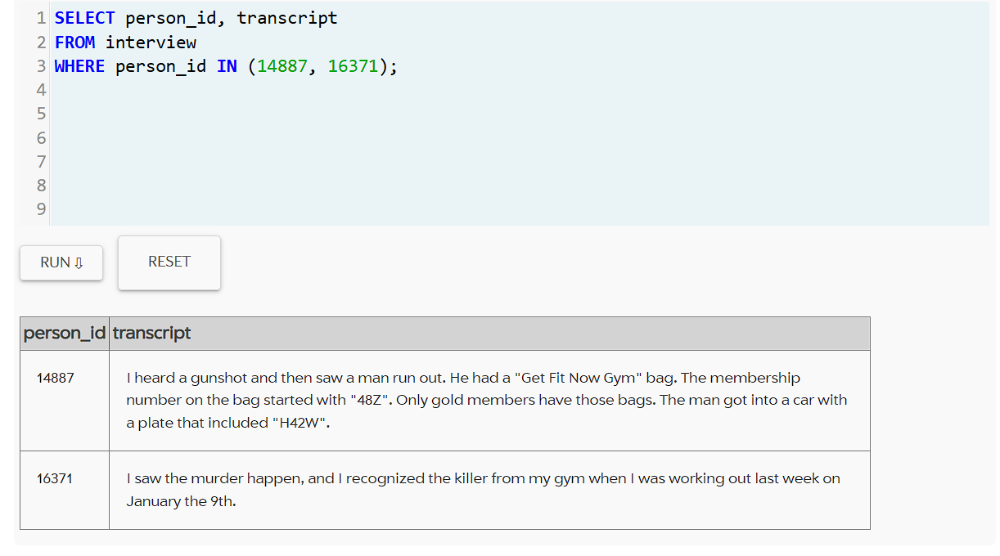 1 SELECT person_id, transcript
2 FROM interview
3 WHERE person_id IN (14887, 16371);
4
5
6
7
8
9
RUN ⇩ RESET
person_id transcript
14887 I heard a gunshot and then saw a man run out. He had a "Get Fit Now Gym" bag. The membership
number on the bag started with "48Z". Only gold members have those bags. The man got into a car with
a plate that included "H42W".
16371 I saw the murder happen, and I recognized the killer from my gym when I was working out last week on
January the 9th.